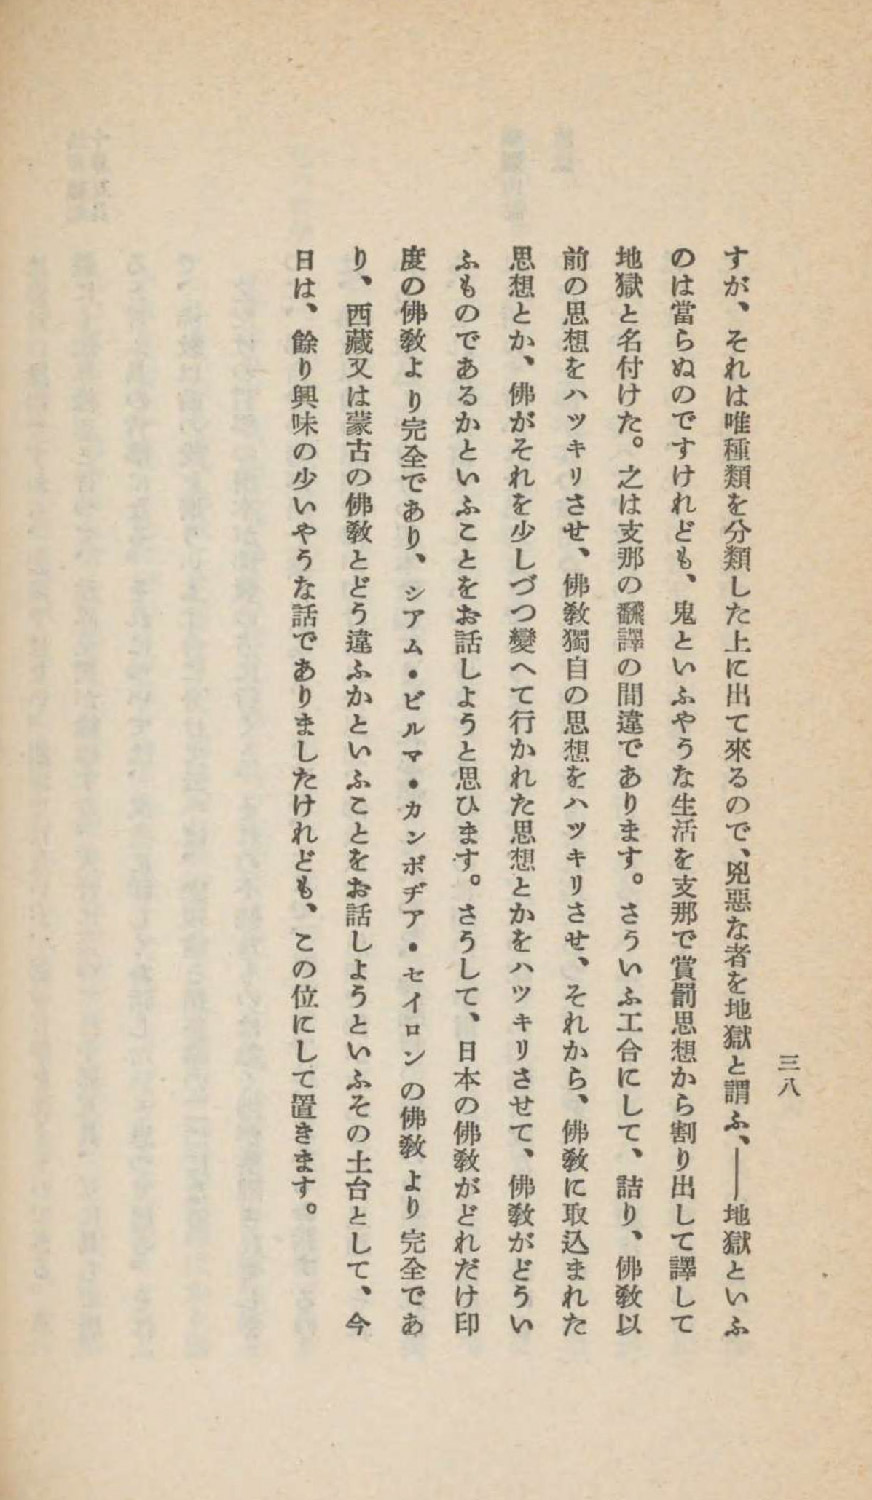 三八
すが、それは唯種類を分類した上に出て來るので、兇惡な者を地獄と謂ふ、――地獄といふ
のは當らぬのですけれども、鬼といふやうな生活を支那で賞罰思想から割り出して譯して
地獄と名付けた。之は支那の飜譯の間違であります。さういふ工合にして、詰り、佛敎以
前の思想をハツキリさせ、佛敎獨自の思想をハツキリさせ、それから、佛敎に取込まれた
思想とか、佛がそれを少しづつ變へて行かれた思想とかをハツキリさせて、佛敎がどうい
ふものであるかといふことをお話しようと思ひます。さうして、日本の佛敎がどれだけ印
度の佛敎より完全であり、シアム・ビルマ・カンボヂア・セイロンの佛敎より完全であ
り、西藏又は蒙古の佛敎とどう違ふかといふことをお話しようといふその土台として、今
日は、餘り興味の少いやうな話でありましたけれども、この位にして置きます。